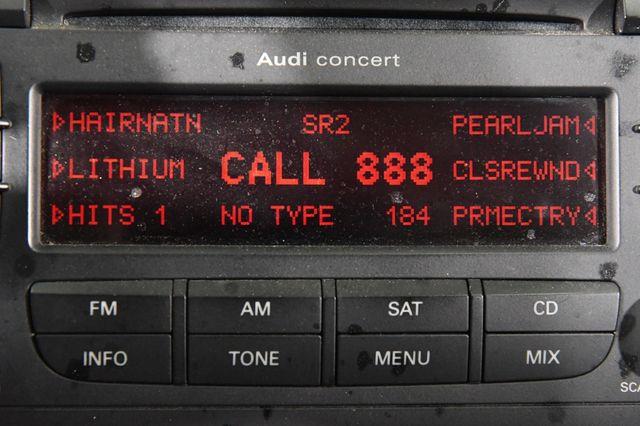 Audi concert
HAIRNATN SR2 PEARLJAM
LITHIUM CALL 888 CLSREWND
HITS 1 NO TYPE 184 PRMECTRY
FM AM SAT CD
INFO TONE MENU MIX